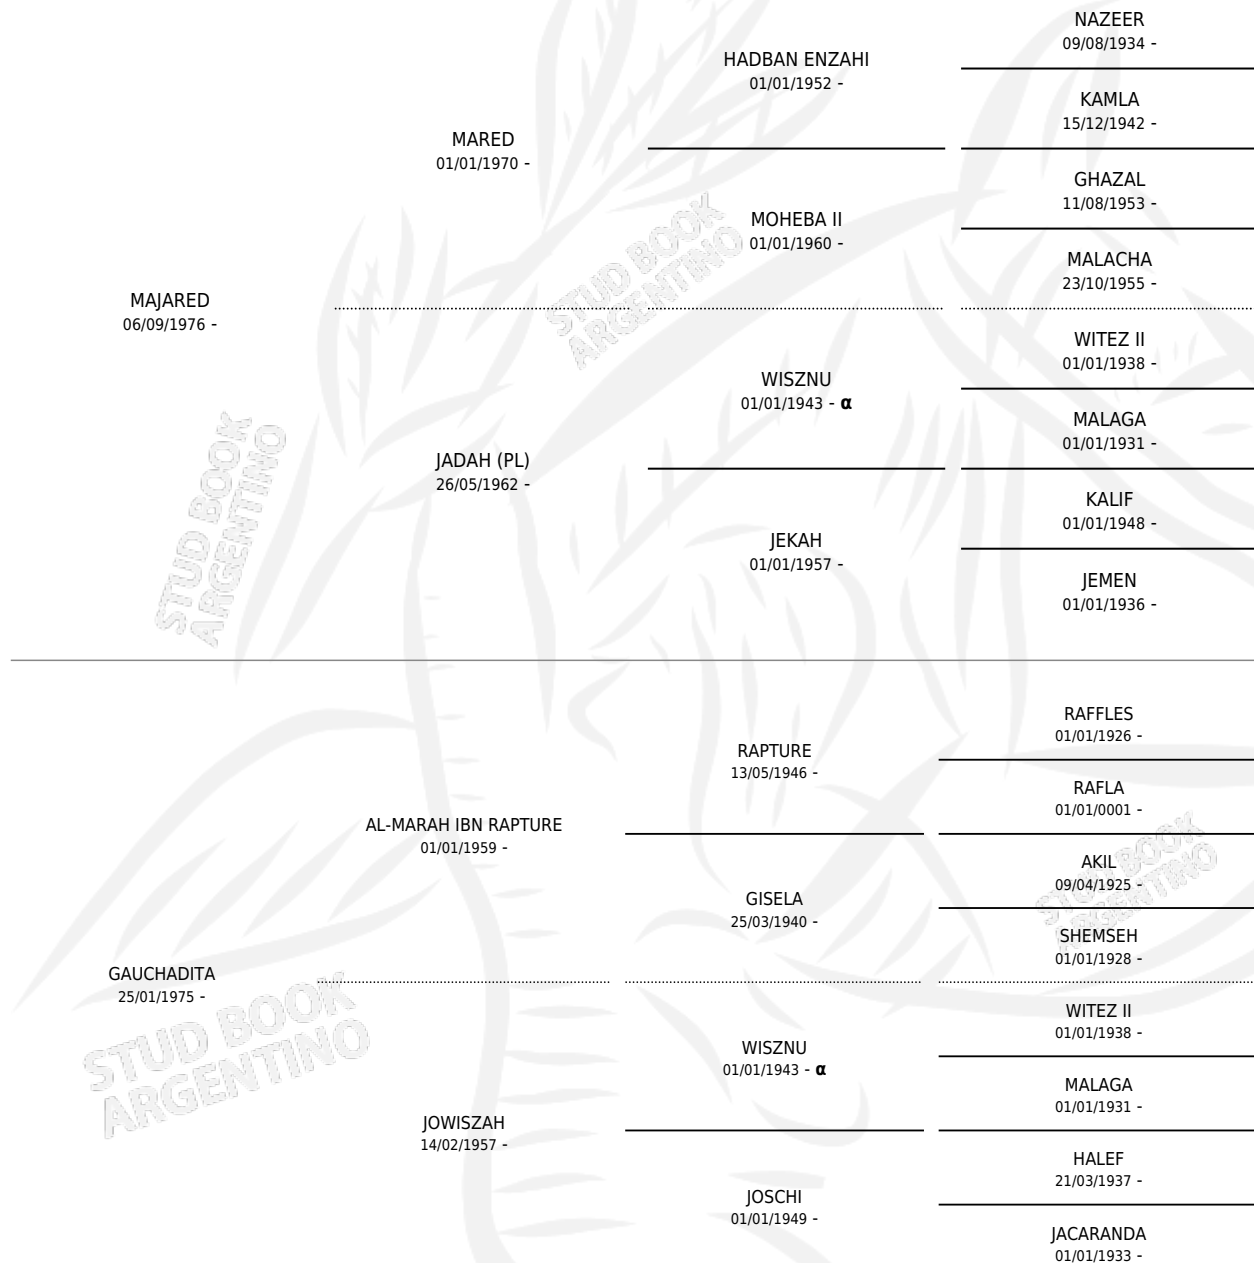 NAZEER
09/08/1934 -
HADBAN ENZAHI
01/01/1952 -
KAMLA
15/12/1942 -
MARED
01/01/1970 -
GHAZAL
11/08/1953 -
MOHEBA II
01/01/1960 -
STUD BOOK
ARGENTINO
MALACHA
23/10/1955 -
MAJARED
06/09/1976 -
WITEZ II
01/01/1938 -
WISZNU
01/01/1943 - α
MALAGA
01/01/1931 -
STUD BOOK
ARGENTINO
JADAH (PL)
26/05/1962 -
KALIF
01/01/1948 -
JEKAH
01/01/1957 -
JEMEN
01/01/1936 -
RAFFLES
01/01/1926 -
RAPTURE
13/05/1946 -
RAFLA
01/01/0001 -
AL-MARAH IBN RAPTURE
01/01/1959 -
AKIL
09/04/1925 -
STUD BOOK
ARGENTINO
GISELA
25/03/1940 -
SHEMSEH
01/01/1928 -
GAUCHADITA
25/01/1975 -
STUD BOOK
ARGENTINO
WITEZ II
01/01/1938 -
WISZNU
01/01/1943 - α
MALAGA
01/01/1931 -
JOWISZAH
14/02/1957 -
HALEF
21/03/1937 -
JOSCHI
01/01/1949 -
JACARANDA
01/01/1933 -